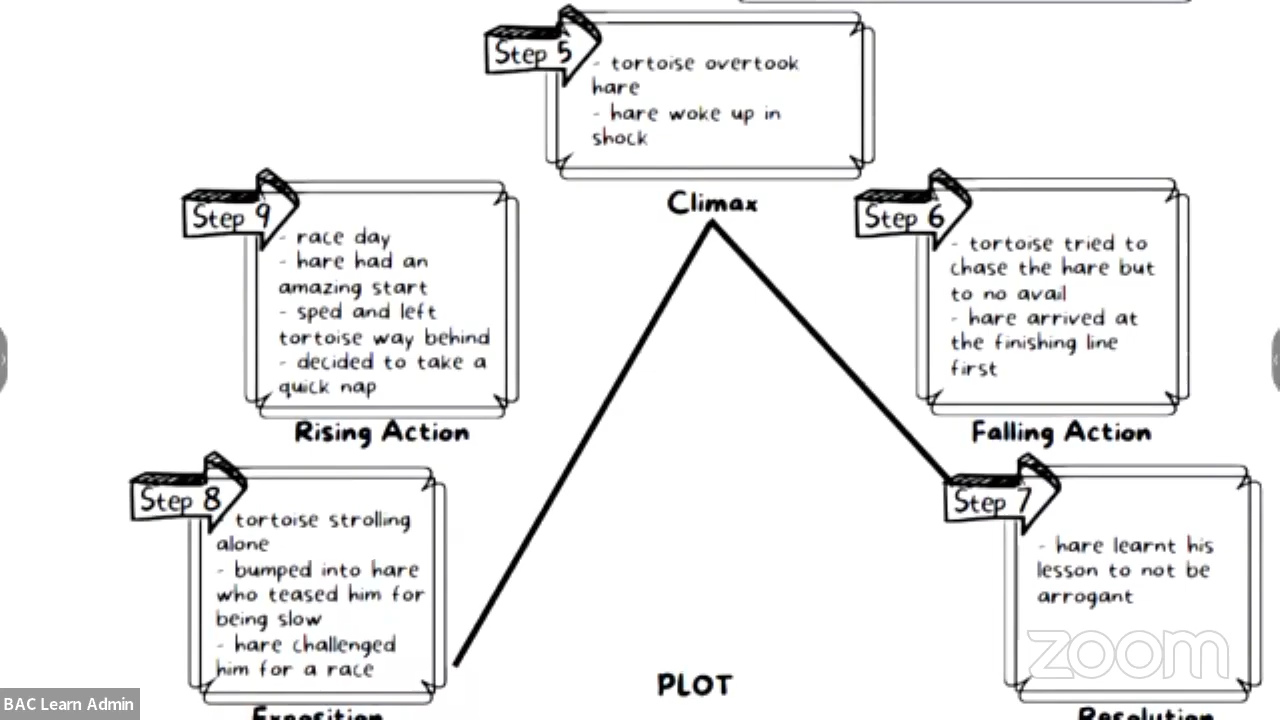 Step 5
- tortoise overtook
hare
- hare woke up in
shock
Climax
Step 9
- race day
- hare had an
amazing start
- sped and left
tortoise way behind
- decided to take a
quick nap
Rising Action
Step 6
- tortoise tried to
chase the hare but
to no avail
- hare arrived at
the finishing line
first
Falling Action
Step 8
- tortoise strolling
alone
- bumped into hare
who teased him for
being slow
- hare challenged
him for a race
Exposition
Step 7
- hare learnt his
lesson to not be
arrogant
Resolution
PLOT
zoom
BAC Learn Admin